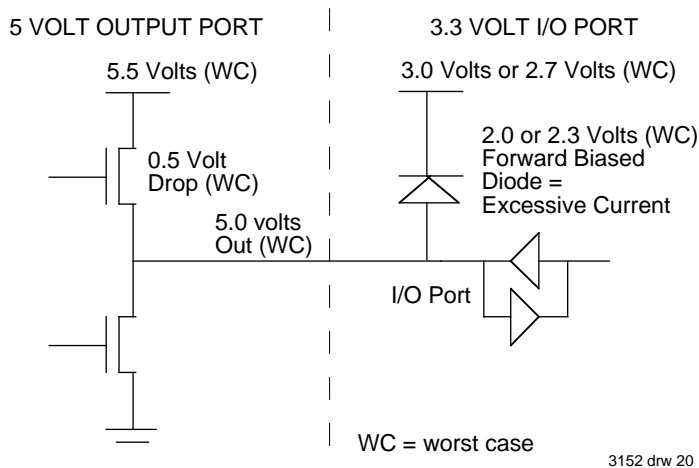 5 VOLT OUTPUT PORT
3.3 VOLT I/O PORT
5.5 Volts (WC)
3.0 Volts or 2.7 Volts (WC)
0.5 Volt
Drop (WC)
2.0 or 2.3 Volts (WC)
Forward Biased
Diode =
Excessive Current
5.0 volts
Out (WC)
I/O Port
WC = worst case
3152 drw 20